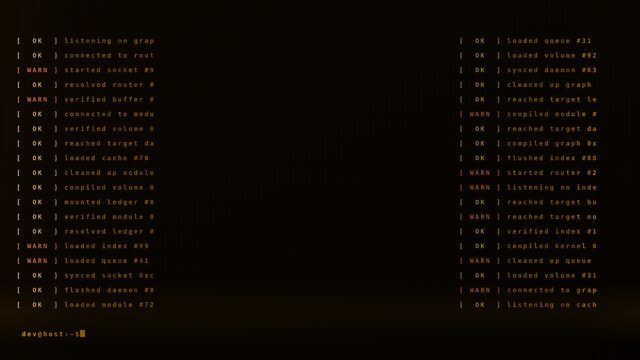 [ OK ] listening on grap
[ OK ] connected to rout
[ WARN ] started socket #9
[ OK ] resolved router #
[ WARN ] verified buffer #
[ OK ] connected to modu
[ OK ] verified volume 0
[ OK ] reached target da
[ OK ] loaded cache #70
[ OK ] cleaned up module
[ OK ] compiled volume 0
[ OK ] mounted ledger #8
[ OK ] verified module 0
[ OK ] resolved ledger #
[ WARN ] loaded index #99
[ WARN ] loaded queue #41
[ OK ] synced socket 0xc
[ OK ] flushed daemon #8
[ OK ] loaded module #72
dev@host:~$
[ OK ] loaded queue #31
[ OK ] loaded volume #92
[ OK ] synced daemon #63
[ OK ] cleaned up graph
[ OK ] reached target le
[ WARN ] compiled module #
[ OK ] reached target da
[ OK ] compiled graph 0x
[ OK ] flushed index #88
[ WARN ] started router #2
[ WARN ] listening on inde
[ OK ] reached target bu
[ WARN ] reached target mo
[ OK ] verified index #1
[ OK ] compiled kernel 0
[ WARN ] cleaned up queue
[ OK ] loaded volume #31
[ WARN ] connected to grap
[ OK ] listening on cach